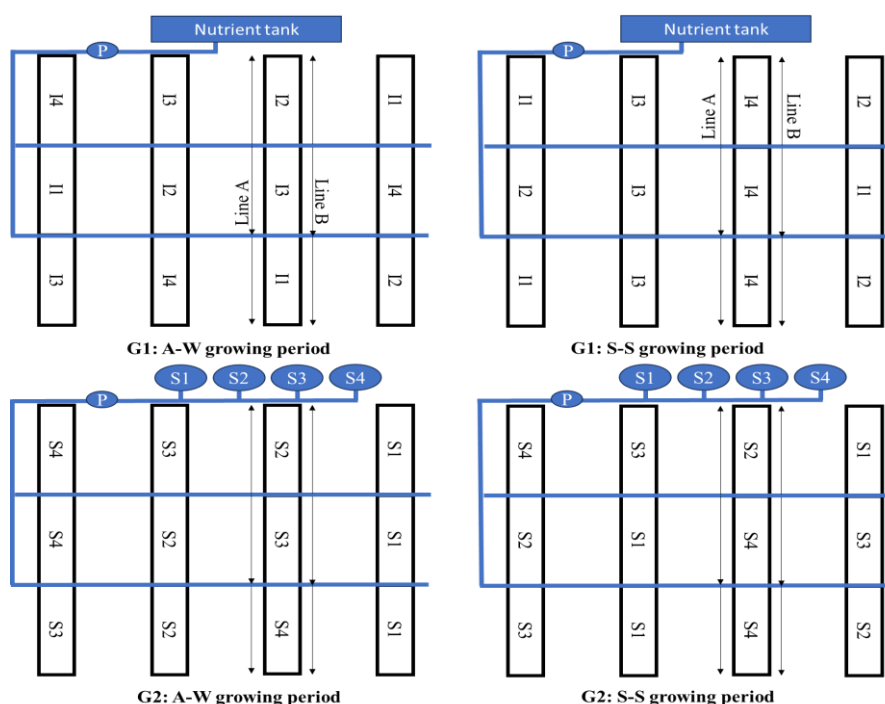 Nutrient tank
P
I4
I3
I2
I1
Line A
Line B
I1
I2
I3
I4
I3
I4
I1
I2
G1: A-W growing period
Nutrient tank
P
I1
I3
I4
I2
Line A
Line B
I2
I3
I4
I1
I1
I3
I4
I2
G1: S-S growing period
S1
S2
S3
S4
P
S4
S3
S2
S1
S4
S2
S3
S1
S3
S2
S4
S1
G2: A-W growing period
S1
S2
S3
S4
P
S4
S3
S2
S1
S2
S1
S4
S3
S3
S1
S4
S2
G2: S-S growing period